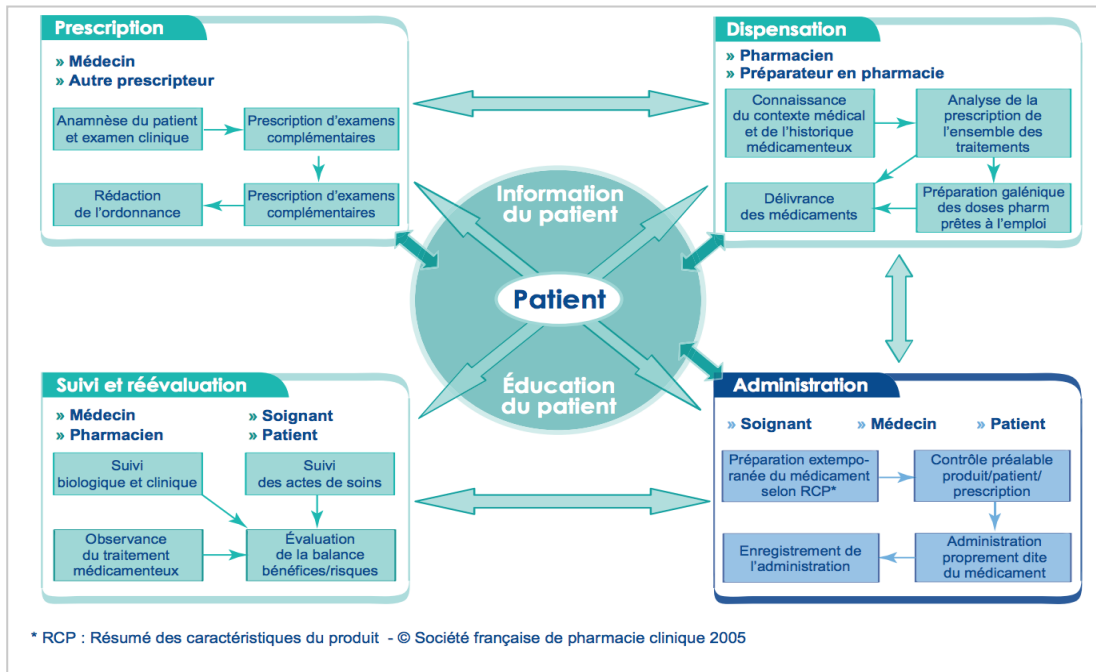 Prescription
» Médecin
» Autre prescripteur
Anamnèse du patient
et examen clinique
Prescription d'examens
complémentaires
Rédaction
de l'ordonnance
Prescription d'examens
complémentaires
Dispensation
» Pharmacien
» Préparateur en pharmacie
Connaissance
du contexte médical
et de l'historique
médicamenteux
Analyse de la
prescription de
l'ensemble des
traitements
Délivrance
des médicaments
Préparation galénique
des doses pharm
prêtes à l'emploi
Information
du patient
Patient
Éducation
du patient
Suivi et réévaluation
» Médecin
» Pharmacien
» Soignant
» Patient
Suivi
biologique et clinique
Suivi
des actes de soins
Observance
du traitement
médicamenteux
Évaluation
de la balance
bénéfices/risques
Administration
» Soignant
» Médecin
» Patient
Préparation extempo-
ranée du médicament
selon RCP*
Contrôle préalable
produit/patient/
prescription
Enregistrement de
l'administration
Administration
proprement dite
du médicament
* RCP : Résumé des caractéristiques du produit - © Société française de pharmacie clinique 2005